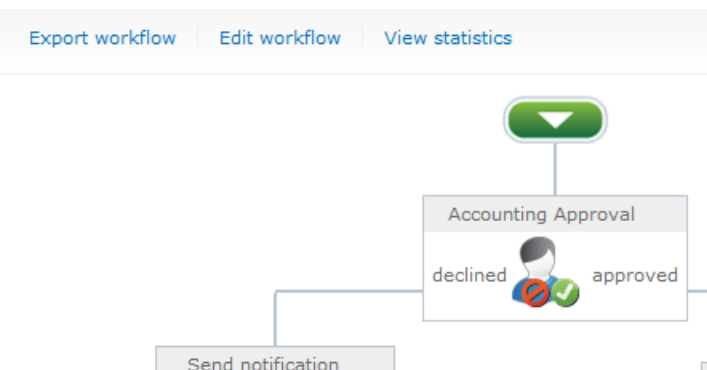 Export workflow Edit workflow View statistics
Accounting Approval
declined approved
Send notification